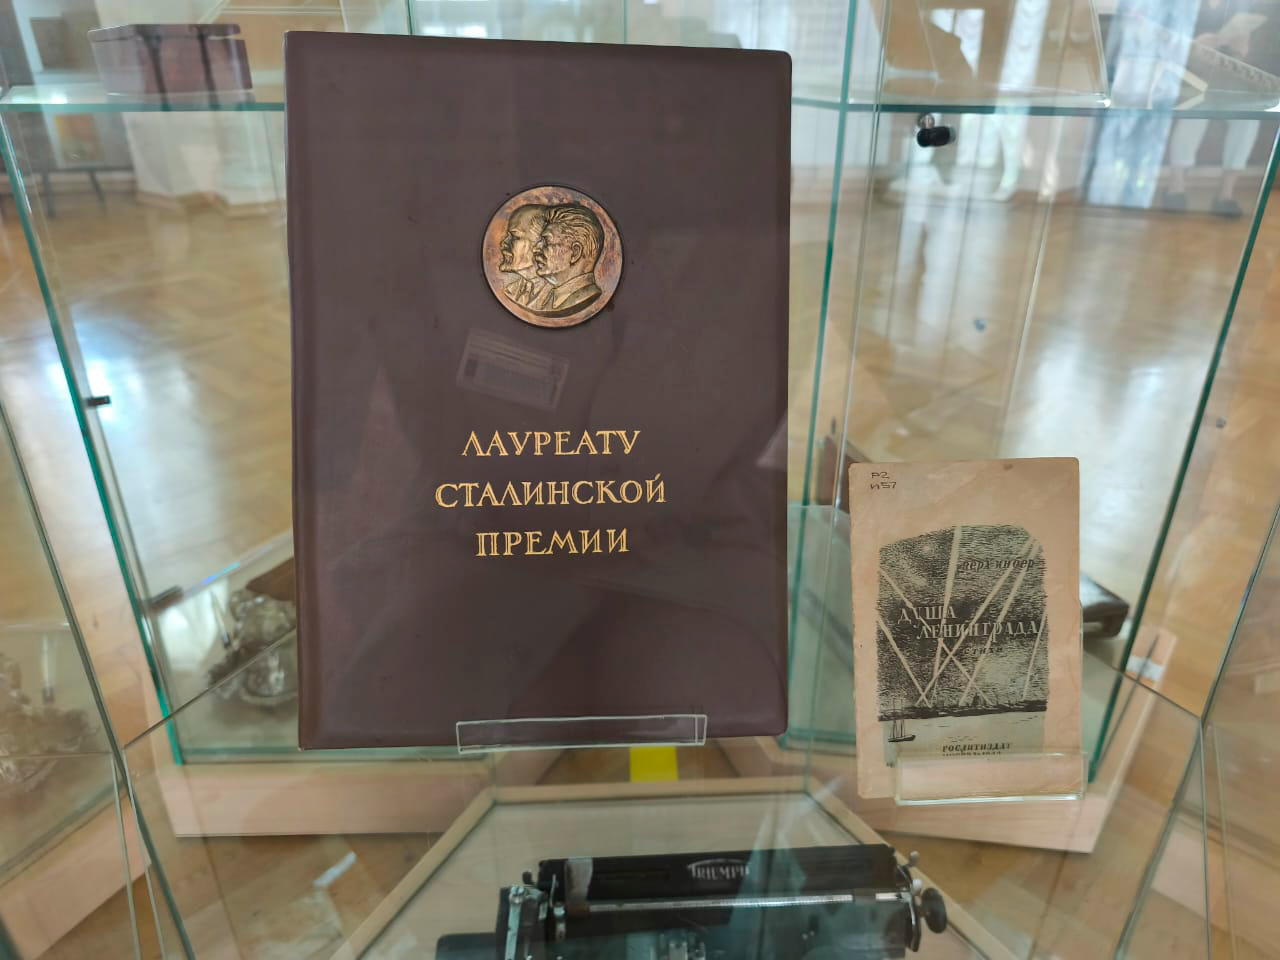 ЛАУРЕАТУ
СТАЛИНСКОЙ
ПРЕМИИ
Р2
И57
ВЕРА ИНБЕР
ДУША
ЛЕНИНГРАДА
СТИХИ
ГОСЛИТИЗДАТ
TRIUMPH